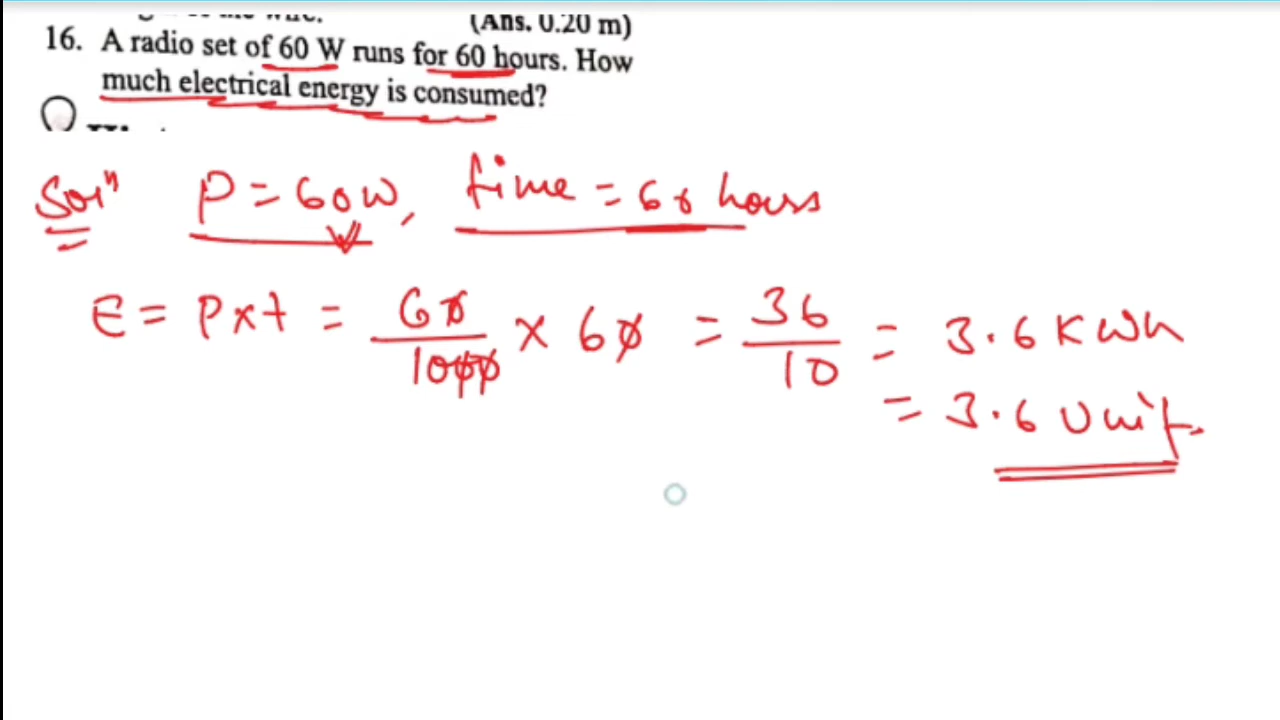 (Ans. 0.20 m)
16. A radio set of 60 W runs for 60 hours. How
much electrical energy is consumed?
Solⁿ P = 60W, time = 60 hours
E = P x t = 60/1000 x 60 = 36/10 = 3.6 KWh
= 3.6 Unit.